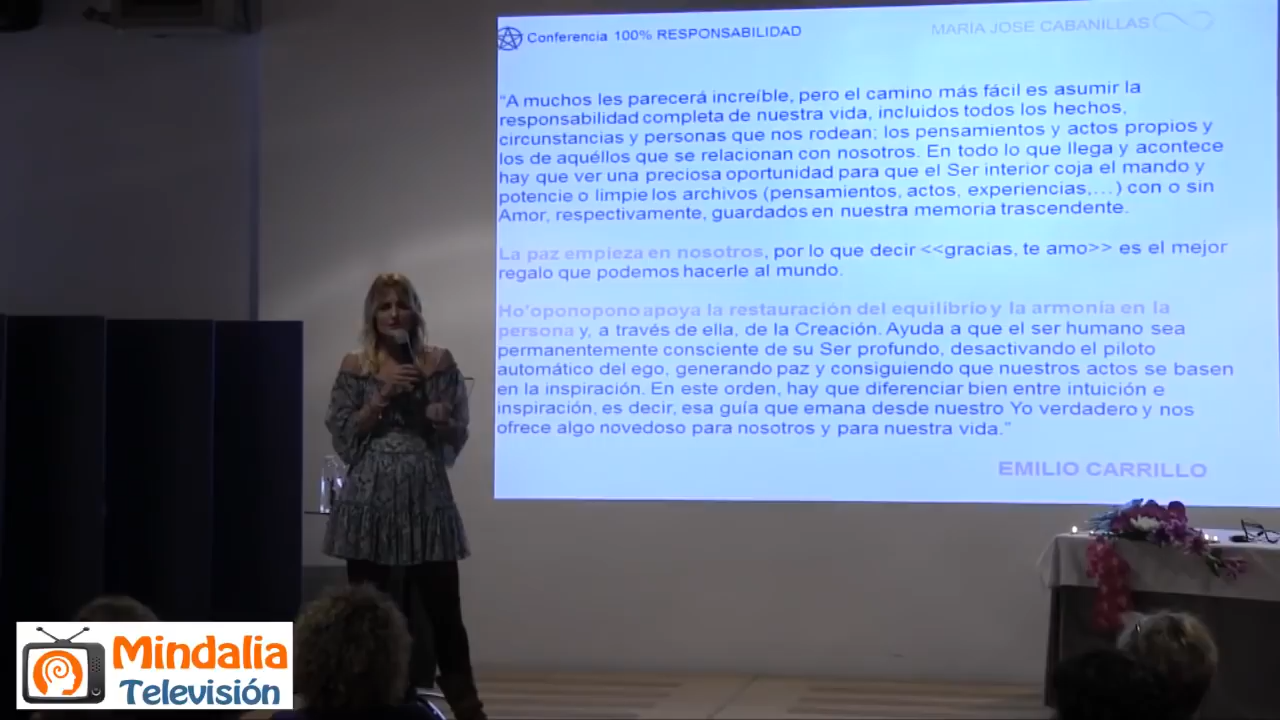 Conferencia 100% RESPONSABILIDAD
MARIA JOSE CABANILLAS
“A muchos les parecerá increíble, pero el camino más fácil es asumir la
responsabilidad completa de nuestra vida, incluidos todos los hechos,
circunstancias y personas que nos rodean; los pensamientos y actos propios y
los de aquéllos que se relacionan con nosotros. En todo lo que llega y acontece
hay que ver una preciosa oportunidad para que el Ser interior coja el mando y
potencie o limpie los archivos (pensamientos, actos, experiencias,…) con o sin
Amor, respectivamente, guardados en nuestra memoria trascendente.
La paz empieza en nosotros, por lo que decir <<gracias, te amo>> es el mejor
regalo que podemos hacerle al mundo.
Ho’oponopono apoya la restauración del equilibrio y la armonía en la
persona y, a través de ella, de la Creación. Ayuda a que el ser humano sea
permanentemente consciente de su Ser profundo, desactivando el piloto
automático del ego, generando paz y consiguiendo que nuestros actos se basen
en la inspiración. En este orden, hay que diferenciar bien entre intuición e
inspiración, es decir, esa guía que emana desde nuestro Yo verdadero y nos
ofrece algo novedoso para nosotros y para nuestra vida.”
EMILIO CARRILLO
Mindalia
Televisión